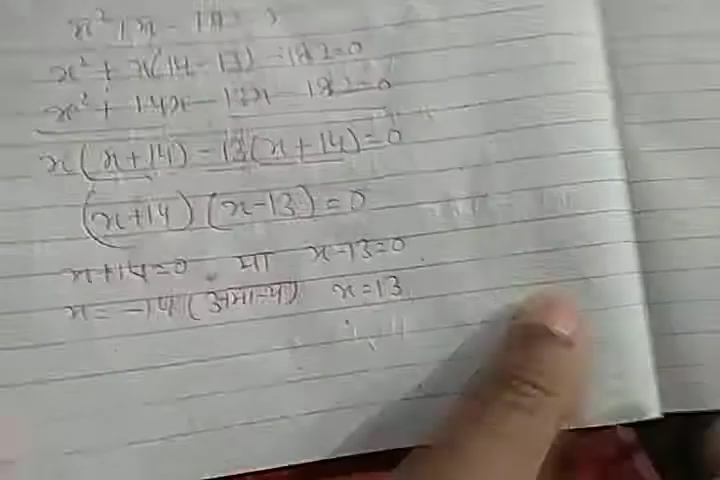 x² + x(14-13) - 182=0
x² + 14x - 13x - 182=0
x(x+14) - 13(x+14)=0
(x+14) (x-13)=0
x+14=0 या x-13=0
x=-14 (अमान्य) x=13